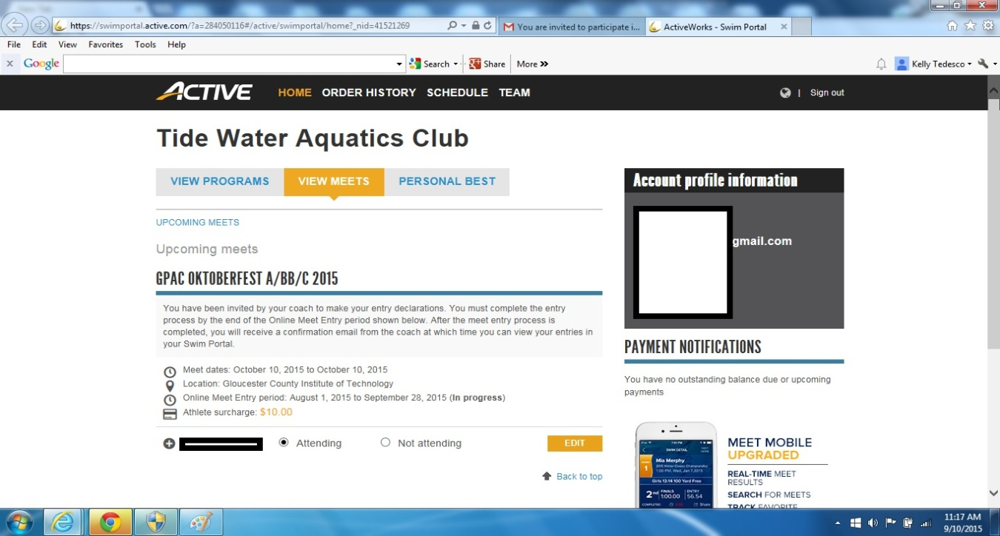 https://swimportal.active.com/?a=284050116#/active/swimportal/home?_nid=41521269
You are invited to participate i...
ActiveWorks - Swim Portal
File Edit View Favorites Tools Help
x Google
Search
Share
More »
Kelly Tedesco
ACTIVE HOME ORDER HISTORY SCHEDULE TEAM
| Sign out
Tide Water Aquatics Club
VIEW PROGRAMS VIEW MEETS PERSONAL BEST
UPCOMING MEETS
Upcoming meets
GPAC OKTOBERFEST A/BB/C 2015
You have been invited by your coach to make your entry declarations. You must complete the entry
process by the end of the Online Meet Entry period shown below. After the meet entry process is
completed, you will receive a confirmation email from the coach at which time you can view your entries in
your Swim Portal.
Meet dates: October 10, 2015 to October 10, 2015
Location: Gloucester County Institute of Technology
Online Meet Entry period: August 1, 2015 to September 28, 2015 (In progress)
Athlete surcharge: $10.00
Attending Not attending EDIT
Back to top
Account profile information
gmail.com
PAYMENT NOTIFICATIONS
You have no outstanding balance due or upcoming
payments
SWIM DETAIL
Mia Merphy
1:00 PM, Wed, Jan 7,2015
1
Girls 13-14 100 Yard Free
2nd FINALS ENTRY
1:00.00 56.54
COMPLETED Share
MEET MOBILE
UPGRADED
REAL-TIME MEET
RESULTS
SEARCH FOR MEETS
TRACK FAVORITE
11:17 AM
9/10/2015